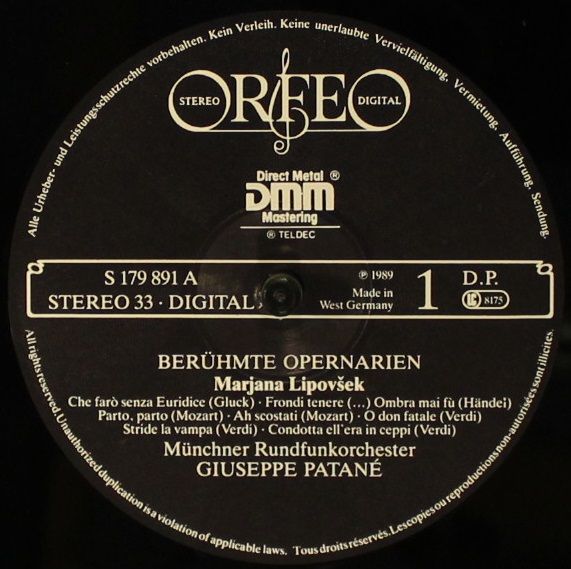 Alle Urheber- und Leistungsschutzrechte vorbehalten. Kein Verleih. Keine unerlaubte Vervielfältigung, Vermietung, Aufführung, Sendung.
ORFEO
STEREO DIGITAL
Direct Metal ®
DMM
Mastering
® TELDEC
S 179 891 A
STEREO 33 · DIGITAL
℗ 1989
Made in
West Germany
1
D.P.
LC 8175
BERÜHMTE OPERNARIEN
Marjana Lipovšek
Che farò senza Euridice (Gluck) · Frondi tenere (...) Ombra mai fù (Händel)
Parto, parto (Mozart) · Ah scostati (Mozart) · O don fatale (Verdi)
Stride la vampa (Verdi) · Condotta ell'era in ceppi (Verdi)
Münchner Rundfunkorchester
GIUSEPPE PATANÉ
All rights reserved. Unauthorized duplication is a violation of applicable laws. Tous droits réservés. Les copies ou reproductions non-autorisées sont illicites.